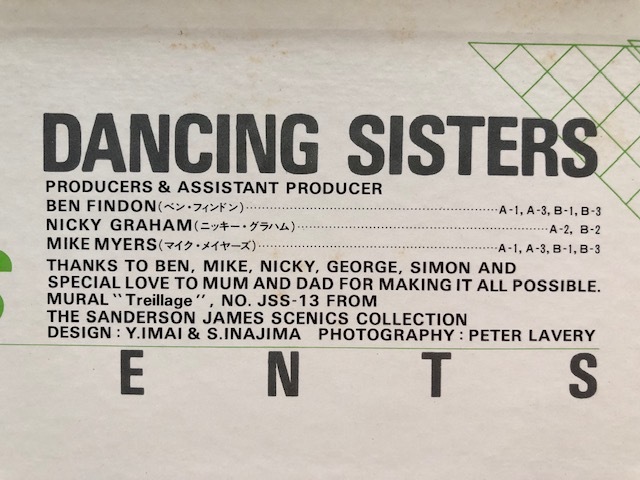 DANCING SISTERS
PRODUCERS & ASSISTANT PRODUCER
BEN FINDON(ベン・フィンドン)........................................A-1, A-3, B-1, B-3
NICKY GRAHAM(ニッキー・グラハム)........................................A-2, B-2
MIKE MYERS(マイク・メイヤーズ)........................................A-1, A-3, B-1, B-3
THANKS TO BEN, MIKE, NICKY, GEORGE, SIMON AND
SPECIAL LOVE TO MUM AND DAD FOR MAKING IT ALL POSSIBLE.
MURAL "Treillage", NO. JSS-13 FROM
THE SANDERSON JAMES SCENICS COLLECTION
DESIGN : Y.IMAI & S.INAJIMA PHOTOGRAPHY : PETER LAVERY
E N T S